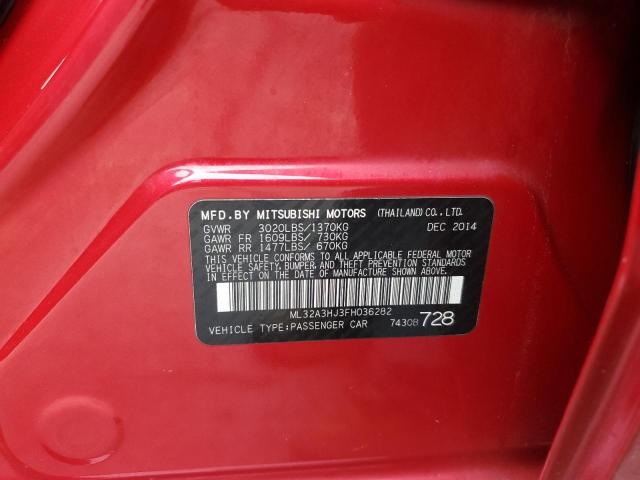 MFD.BY MITSUBISHI MOTORS (THAILAND)CO.,LTD.
GVWR 3020LBS/1370KG DEC 2014
GAWR FR 1609LBS/ 730KG
GAWR RR 1477LBS/ 670KG
THIS VEHICLE CONFORMS TO ALL APPLICABLE FEDERAL MOTOR
VEHICLE SAFETY, BUMPER, AND THEFT PREVENTION STANDARDS
IN EFFECT ON THE DATE OF MANUFACTURE SHOWN ABOVE.
ML32A3HJ3FH036282
VEHICLE TYPE:PASSENGER CAR 7430B 728